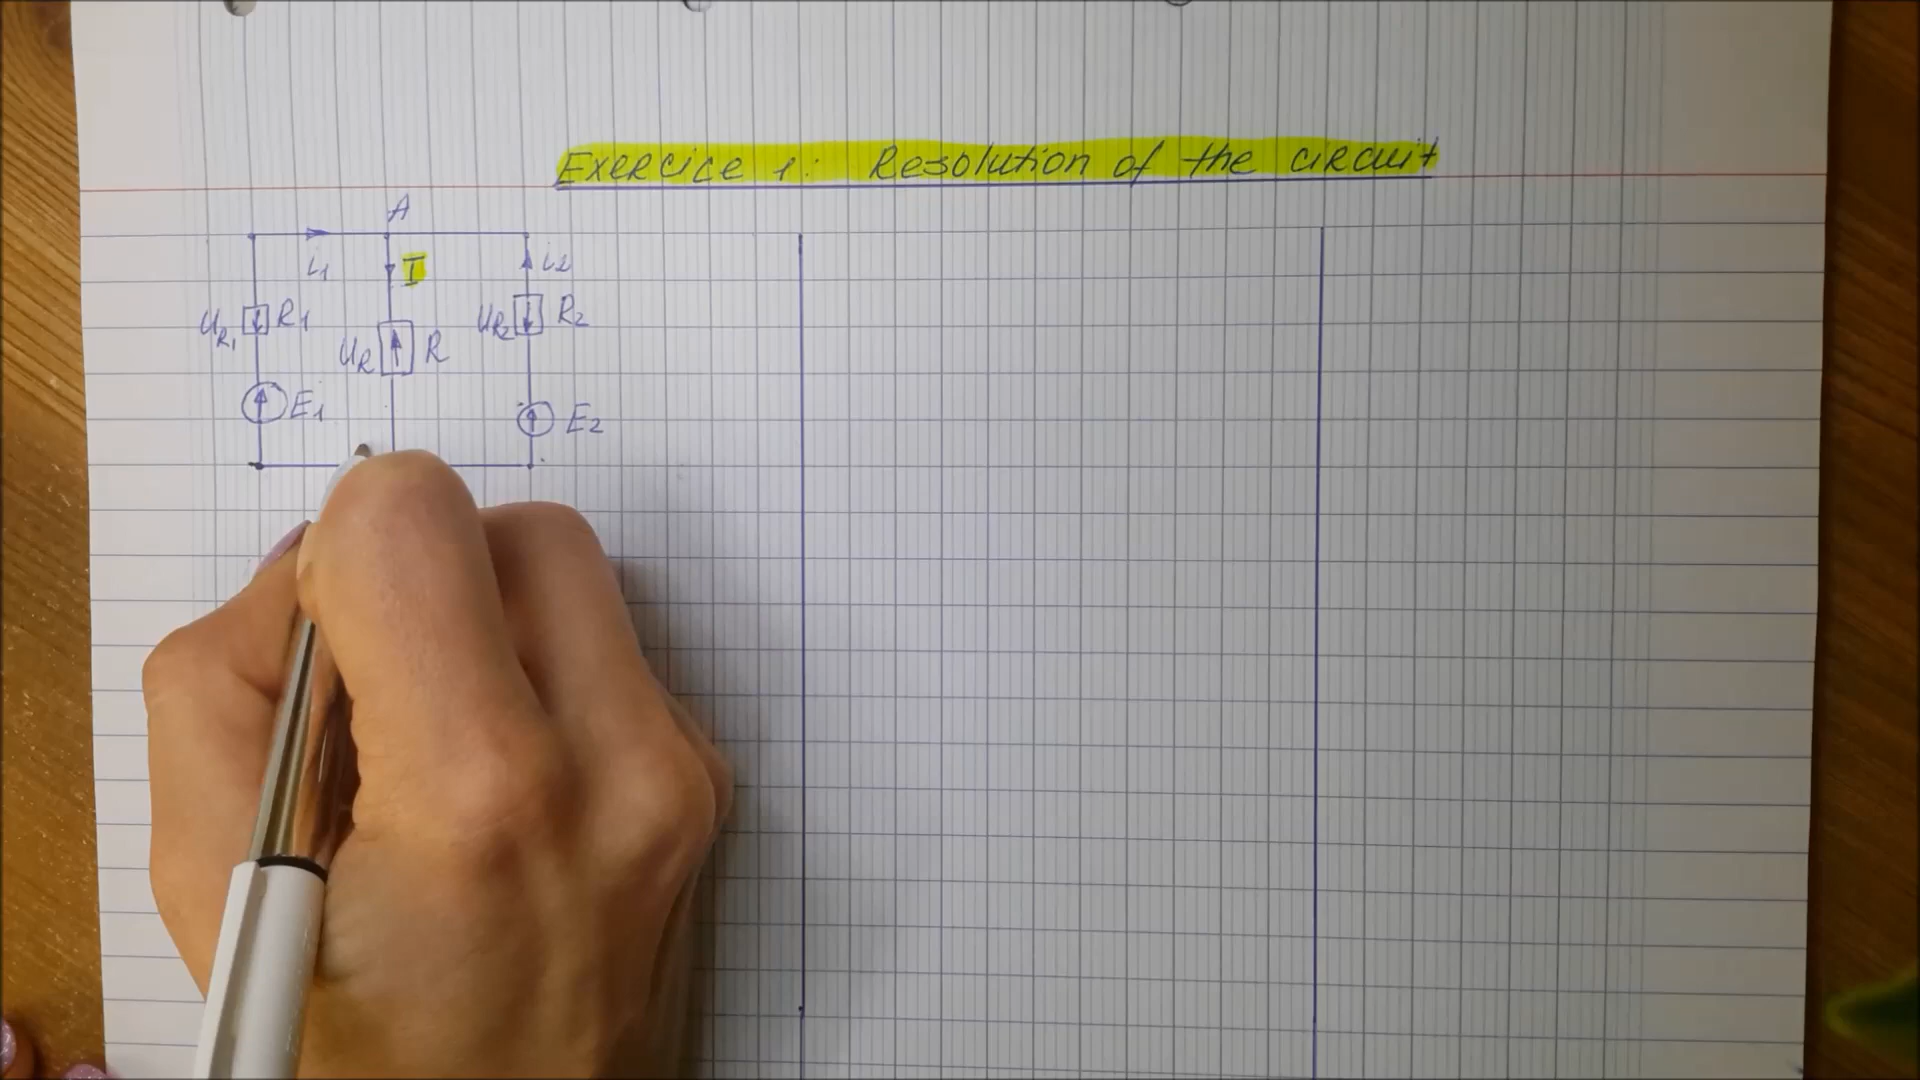 Exercice 1: Resolution of the circuit
A
i1 I i2
UR1 R1 UR R UR2 R2
E1 E2